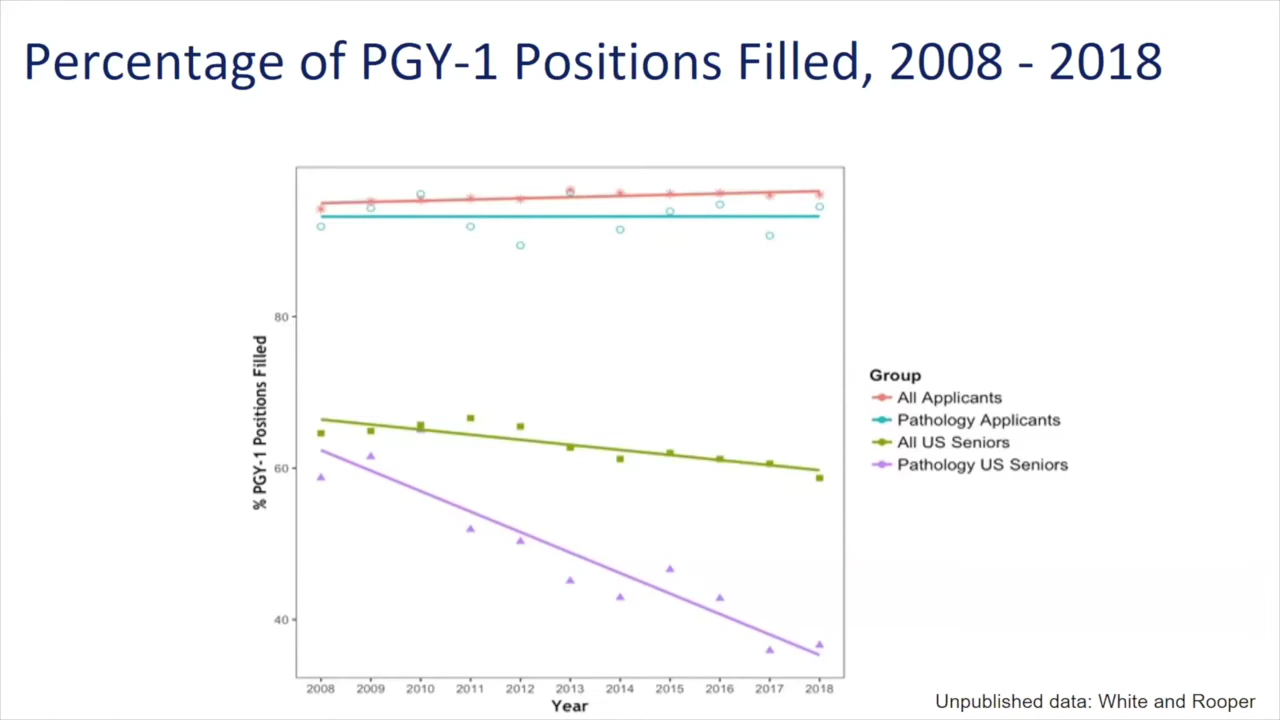 Percentage of PGY-1 Positions Filled, 2008 - 2018
% PGY-1 Positions Filled
80
60
40
2008 2009 2010 2011 2012 2013 2014 2015 2016 2017 2018
Year
Group
All Applicants
Pathology Applicants
All US Seniors
Pathology US Seniors
Unpublished data: White and Rooper